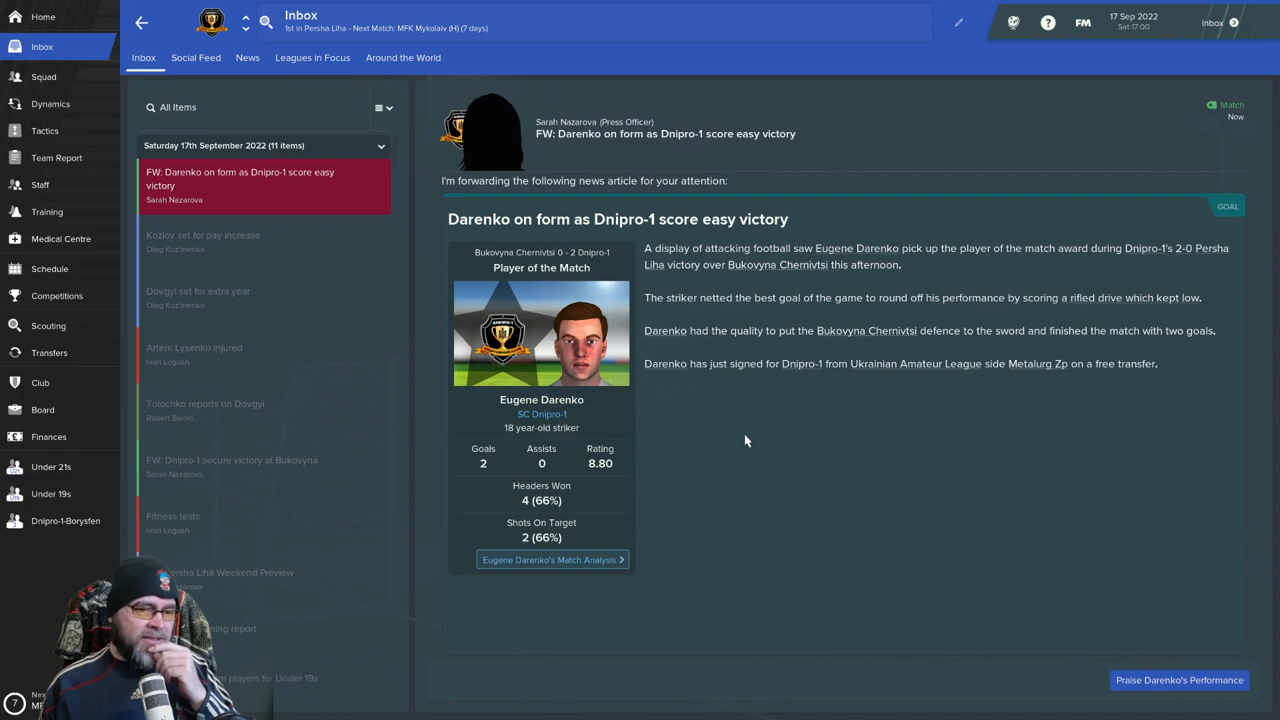 Home
Inbox
Squad
Dynamics
Tactics
Team Report
Staff
Training
Medical Centre
Schedule
Competitions
Scouting
Transfers
Club
Board
Finances
Under 21s
Under 19s
Dnipro-1-Borysfen
7
Inbox
1st in Persha Liha - Next Match: MFK Mykolaiv (H) (7 days)
FM
17 Sep 2022
Sat 17:00
Inbox
Inbox
Social Feed
News
Leagues in Focus
Around the World
All Items
Saturday 17th September 2022 (11 items)
FW: Darenko on form as Dnipro-1 score easy
victory
Sarah Nazarova
Kozlov set for pay increase
Oleg Kuz'menko
Dovgyi set for extra year
Oleg Kuz'menko
Artem Lysenko injured
Ivan Logush
Tolochko reports on Dovgyi
Robert Banks
FW: Dnipro-1 secure victory at Bukovyna
Sarah Nazarova
Fitness tests
Ivan Logush
Persha Liha Weekend Preview
report
players for Under 19s
Sarah Nazarova (Press Officer)
FW: Darenko on form as Dnipro-1 score easy victory
Match
Now
I'm forwarding the following news article for your attention:
GOAL
Darenko on form as Dnipro-1 score easy victory
Bukovyna Chernivtsi 0 - 2 Dnipro-1
Player of the Match
Eugene Darenko
SC Dnipro-1
18 year-old striker
Goals
Assists
Rating
2
0
8.80
Headers Won
4 (66%)
Shots On Target
2 (66%)
Eugene Darenko's Match Analysis
A display of attacking football saw Eugene Darenko pick up the player of the match award during Dnipro-1's 2-0 Persha
Liha victory over Bukovyna Chernivtsi this afternoon.
The striker netted the best goal of the game to round off his performance by scoring a rifled drive which kept low.
Darenko had the quality to put the Bukovyna Chernivtsi defence to the sword and finished the match with two goals.
Darenko has just signed for Dnipro-1 from Ukrainian Amateur League side Metalurg Zp on a free transfer.
Praise Darenko's Performance